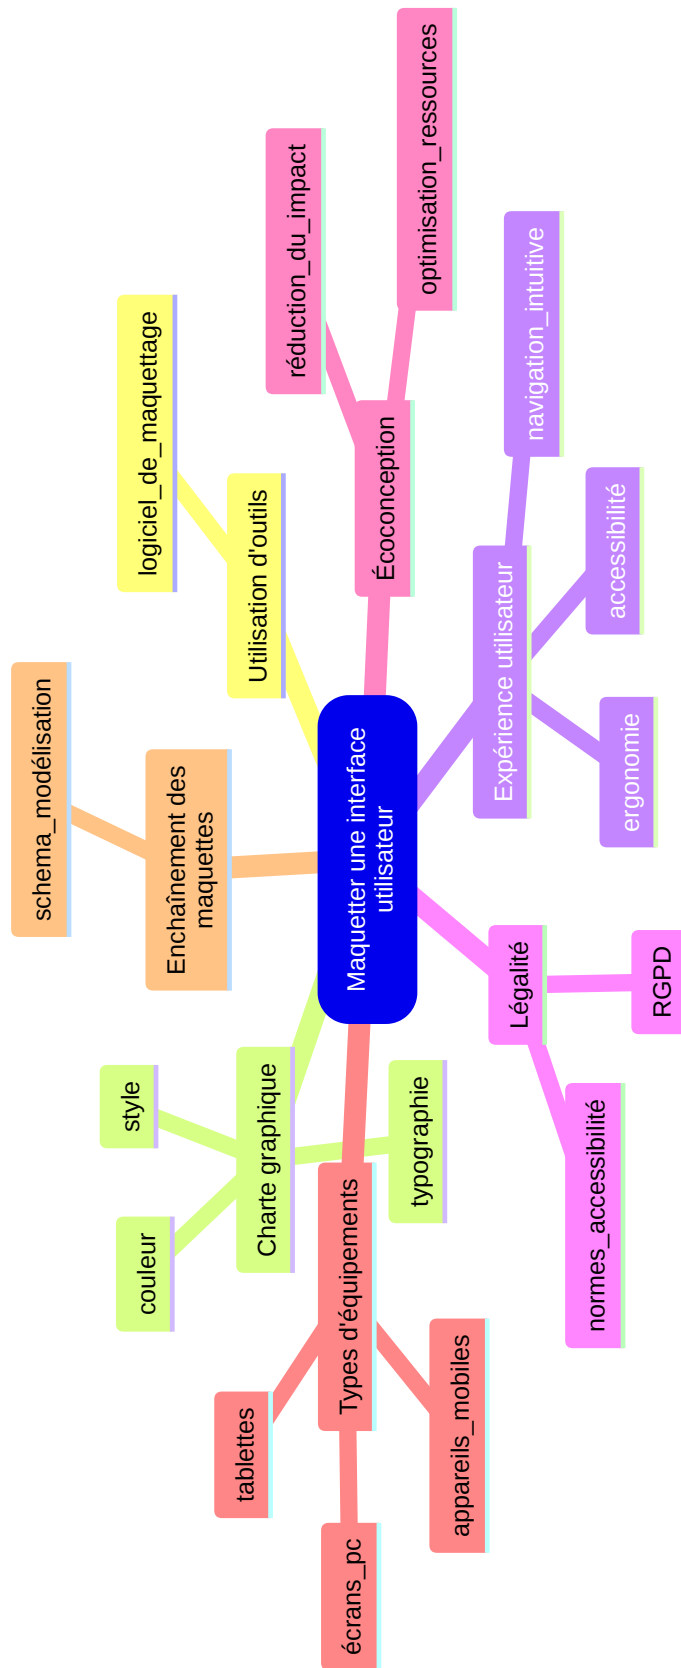 Maquetter une interface
utilisateur
Types d'équipements
écrans_pc
tablettes
appareils_mobiles
Charte graphique
couleur
style
typographie
Enchaînement des
maquettes
schema_modélisation
Utilisation d'outils
logiciel_de_maquettage
Écoconception
réduction_du_impact
optimisation_ressources
Expérience utilisateur
navigation_intuitive
accessibilité
ergonomie
Légalité
RGPD
normes_accessibilité